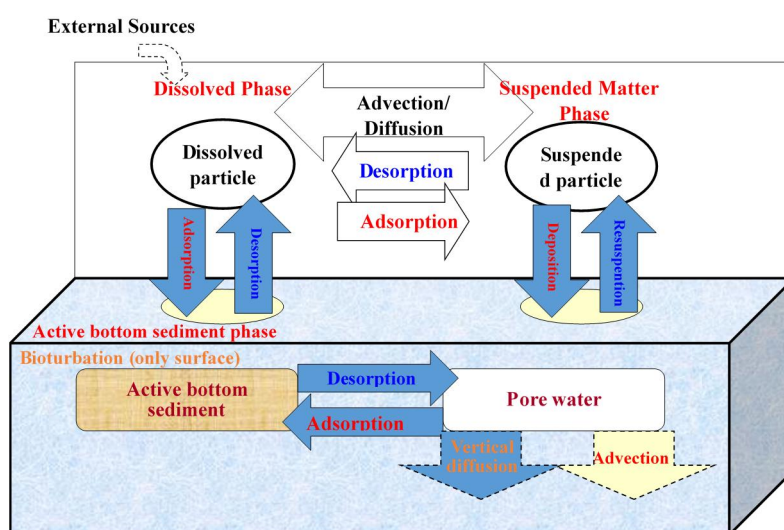 External Sources
Dissolved Phase
Suspended Matter
Phase
Advection/
Diffusion
Dissolved
particle
Suspende
d particle
Desorption
Adsorption
Adsorption
Desorption
Deposition
Resuspention
Active bottom sediment phase
Bioturbation (only surface)
Active bottom
sediment
Desorption
Adsorption
Pore water
Vertical
diffusion
Advection